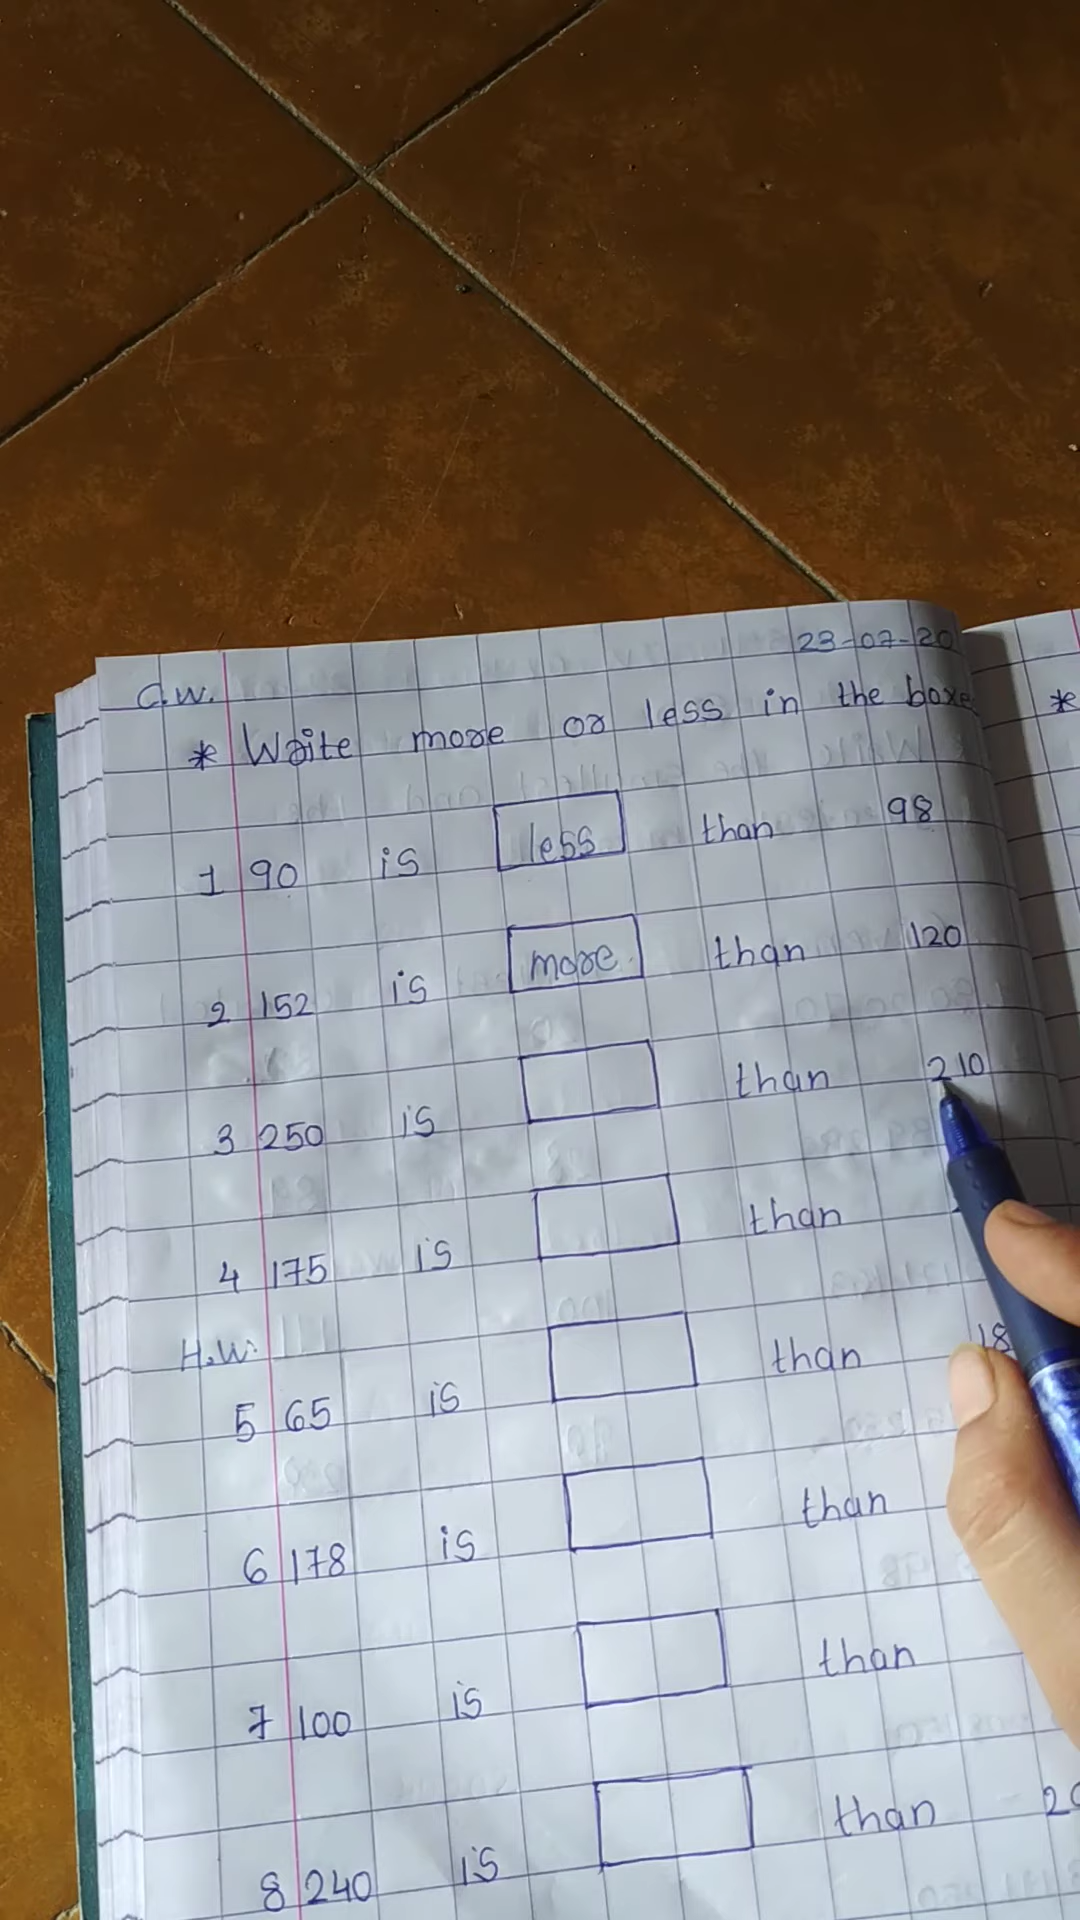 23-07-20
C.W.
* Write more or less in the boxe
1 90 is less than 98
2 152 is more than 120
3 250 is than 210
4 175 is than
H.W.
5 65 is than 18
6 178 is than
7 100 is than
8 240 is than 20
*